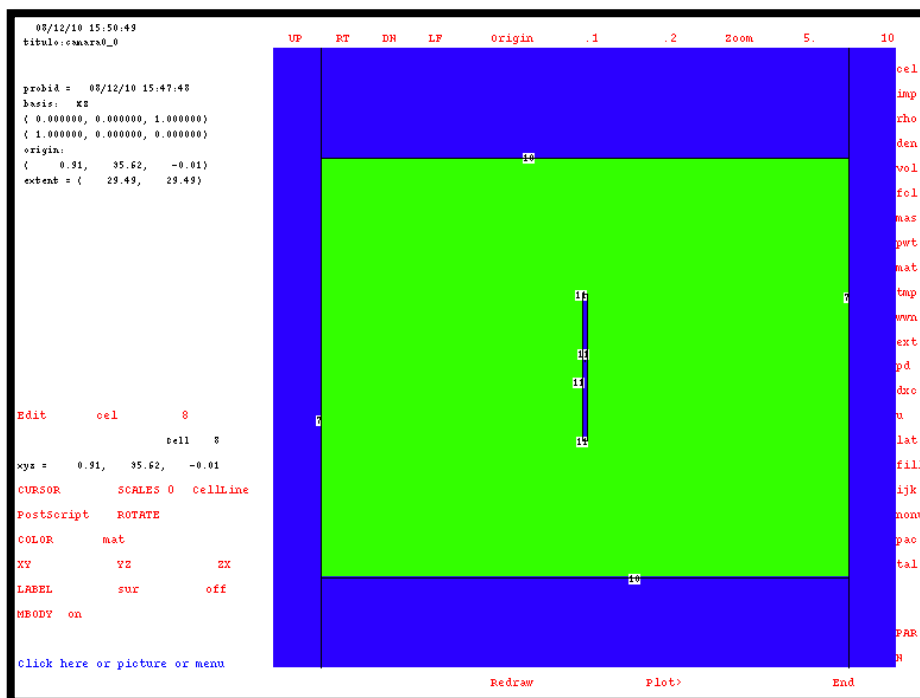 08/12/10 15:50:49
titulo:camara0_0
UP RT DN LF Origin .1 .2 Zoom 5. 10
probid = 08/12/10 15:47:48
basis: XZ
( 0.000000, 0.000000, 1.000000)
( 1.000000, 0.000000, 0.000000)
origin:
( 0.91, 35.62, -0.01)
extent = ( 29.49, 29.49)
10
11
7
11
11
7
11
10
cel
imp
rho
den
vol
fcl
mas
pwt
mat
tmp
wwn
ext
pd
dxc
u
lat
fill
ijk
nonu
pac
tal
PAR
N
Edit cel 8
cell 8
xyz = 0.91, 35.62, -0.01
CURSOR SCALES 0 CellLine
PostScript ROTATE
COLOR mat
XY YZ ZX
LABEL sur off
MBODY on
Click here or picture or menu
Redraw Plot> End